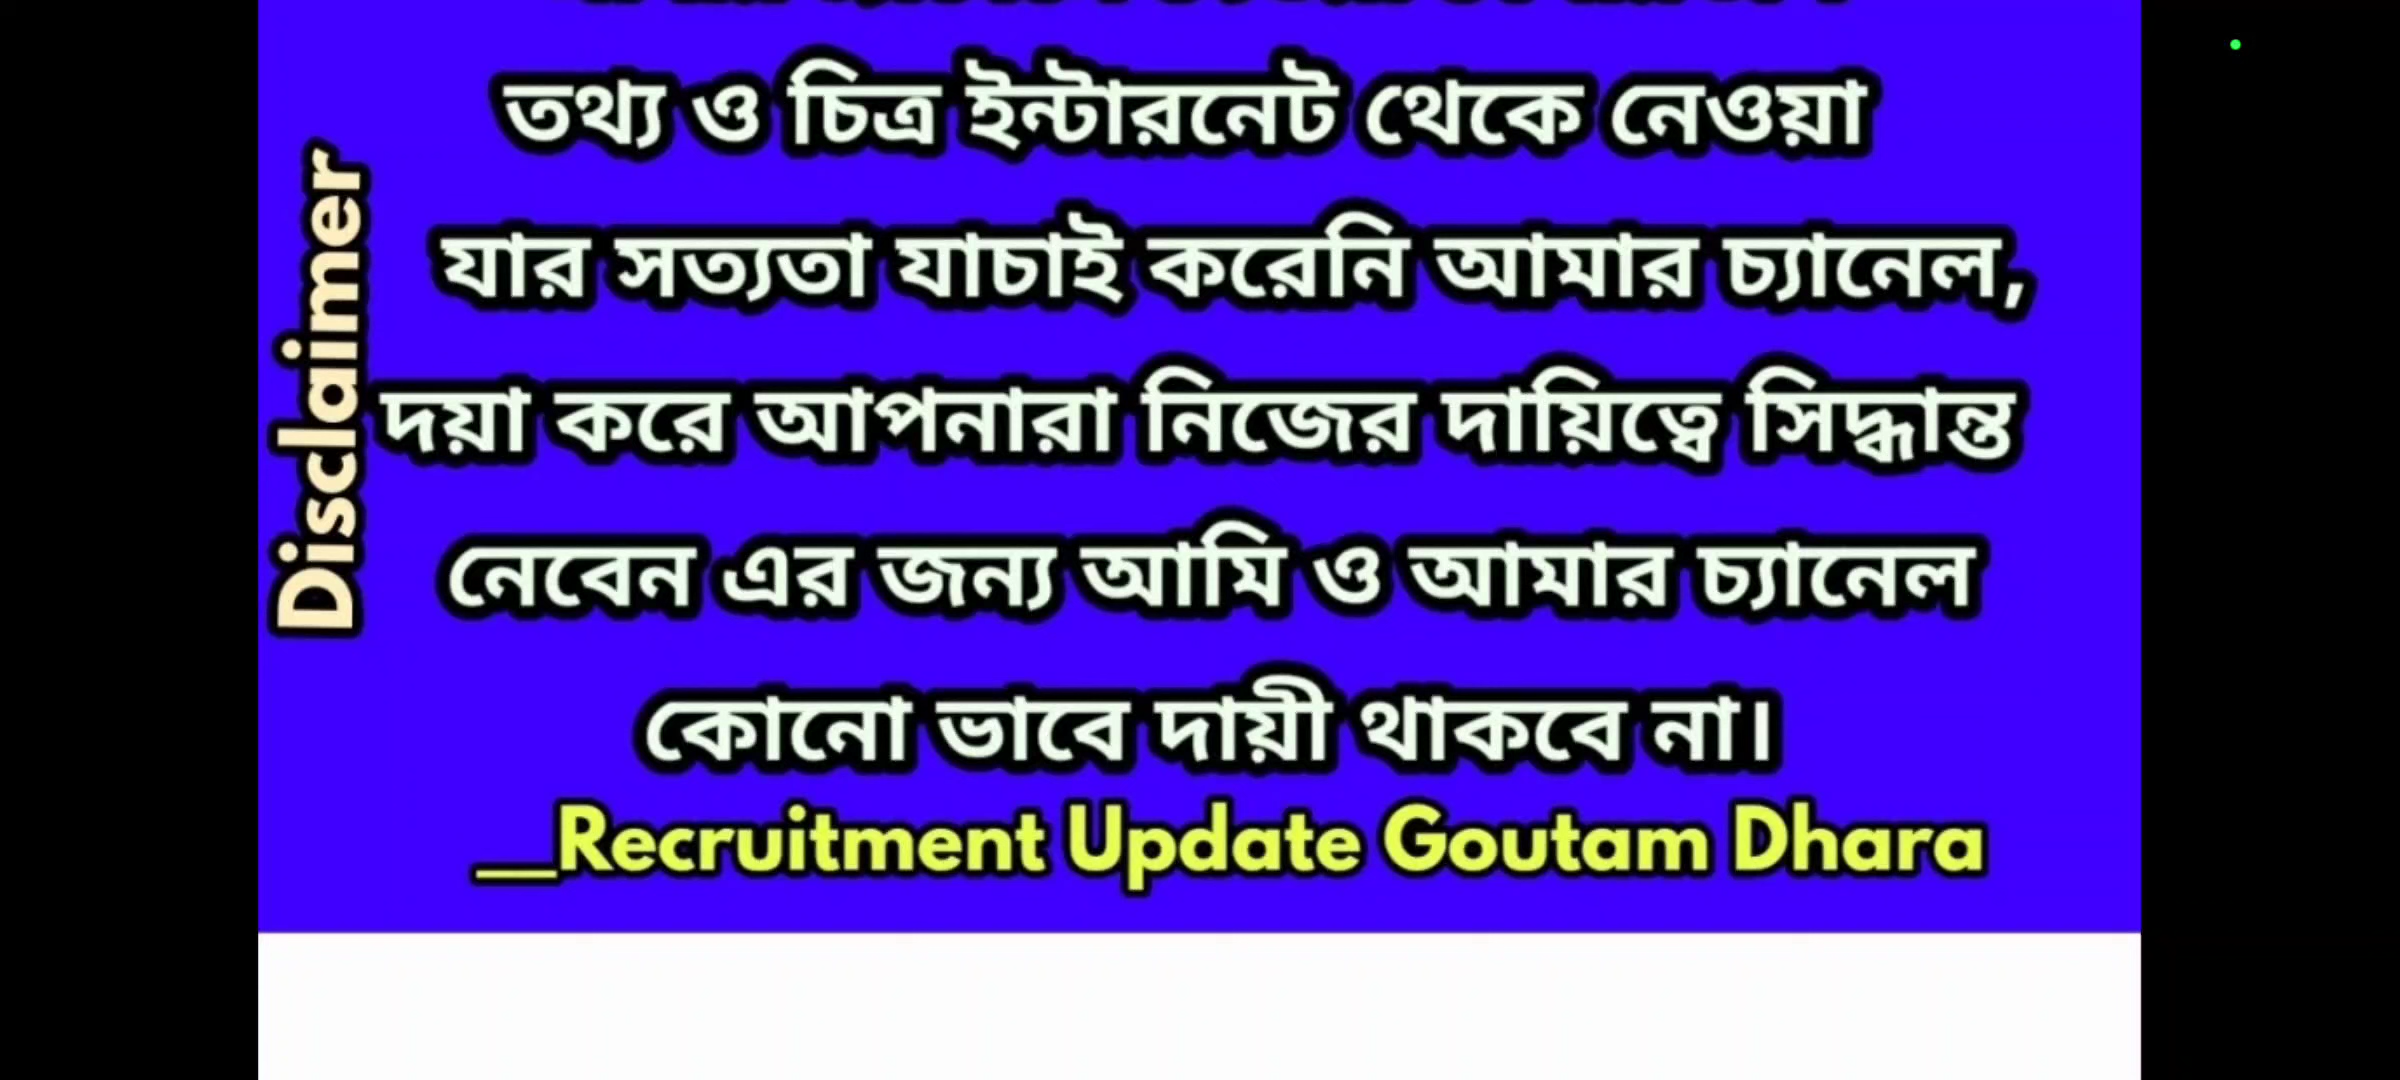 Disclaimer
তথ্য ও চিত্র ইন্টারনেট থেকে নেওয়া
যার সত্যতা যাচাই করেনি আমার চ্যানেল,
দয়া করে আপনারা নিজের দায়িত্বে সিদ্ধান্ত
নেবেন এর জন্য আমি ও আমার চ্যানেল
কোনো ভাবে দায়ী থাকবে না।
__Recruitment Update Goutam Dhara